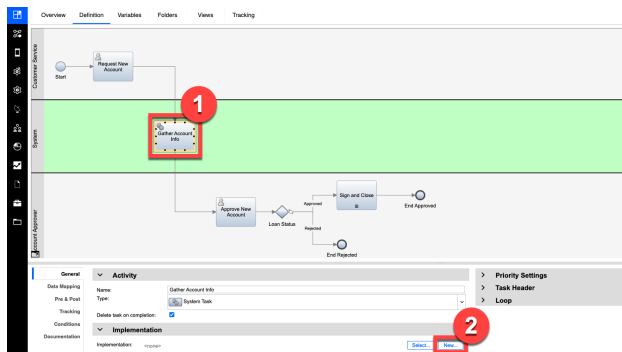 Overview Definition Variables Folders Views Tracking
Customer Service
Start
Request New
Account
1
System
Gather Account
Info
Account Approver
Approve New
Account
Loan Status
Approved
Rejected
Sign and Close
End Approved
End Rejected
General
Data Mapping
Pre & Post
Tracking
Conditions
Documentation
Activity
Name: Gather Account Info
Type: System Task
Delete task on completion:
Implementation
Implementation: <none> Select... New...
2
Priority Settings
Task Header
Loop